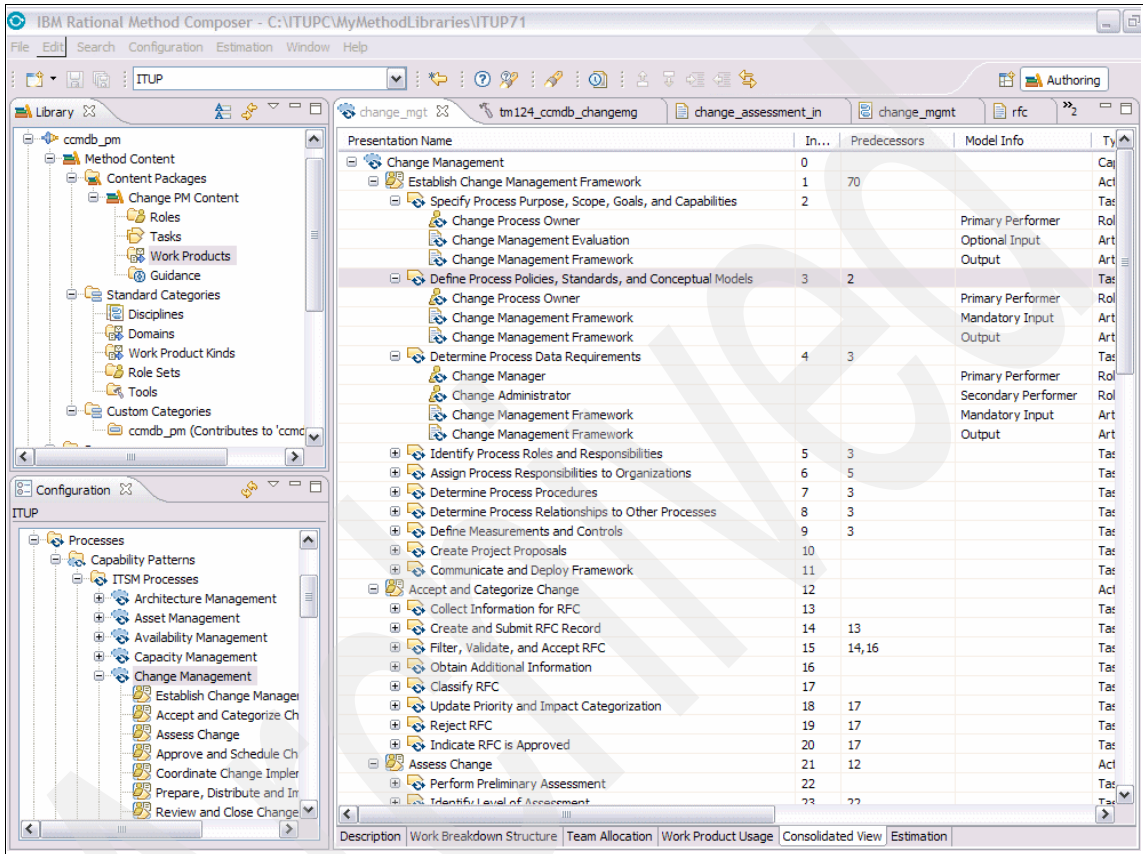 IBM Rational Method Composer - C:\ITUPC\MyMethodLibraries\ITUP71
File Edit Search Configuration Estimation Window Help
ITUP
Authoring
Library
ccmdb_pm
Method Content
Content Packages
Change PM Content
Roles
Tasks
Work Products
Guidance
Standard Categories
Disciplines
Domains
Work Product Kinds
Role Sets
Tools
Custom Categories
ccmdb_pm (Contributes to 'ccmd
Configuration
ITUP
Processes
Capability Patterns
ITSM Processes
Architecture Management
Asset Management
Availability Management
Capacity Management
Change Management
Establish Change Manager
Accept and Categorize Ch
Assess Change
Approve and Schedule Ch
Coordinate Change Impler
Prepare, Distribute and Im
Review and Close Change
change_mgt tm124_ccmdb_changemg change_assessment_in change_mgmt rfc »2
Presentation Name In... Predecessors Model Info Ty
Change Management 0 Cap
Establish Change Management Framework 1 70 Act
Specify Process Purpose, Scope, Goals, and Capabilities 2 Tas
Change Process Owner Primary Performer Rol
Change Management Evaluation Optional Input Art
Change Management Framework Output Art
Define Process Policies, Standards, and Conceptual Models 3 2 Tas
Change Process Owner Primary Performer Rol
Change Management Framework Mandatory Input Art
Change Management Framework Output Art
Determine Process Data Requirements 4 3 Tas
Change Manager Primary Performer Rol
Change Administrator Secondary Performer Rol
Change Management Framework Mandatory Input Art
Change Management Framework Output Art
Identify Process Roles and Responsibilities 5 3 Tas
Assign Process Responsibilities to Organizations 6 5 Tas
Determine Process Procedures 7 3 Tas
Determine Process Relationships to Other Processes 8 3 Tas
Define Measurements and Controls 9 3 Tas
Create Project Proposals 10 Tas
Communicate and Deploy Framework 11 Tas
Accept and Categorize Change 12 Act
Collect Information for RFC 13 Tas
Create and Submit RFC Record 14 13 Tas
Filter, Validate, and Accept RFC 15 14,16 Tas
Obtain Additional Information 16 Tas
Classify RFC 17 Tas
Update Priority and Impact Categorization 18 17 Tas
Reject RFC 19 17 Tas
Indicate RFC is Approved 20 17 Tas
Assess Change 21 12 Act
Perform Preliminary Assessment 22 Tas
Identify Level of Assessment 23 22 Tas
Description Work Breakdown Structure Team Allocation Work Product Usage Consolidated View Estimation
Archived